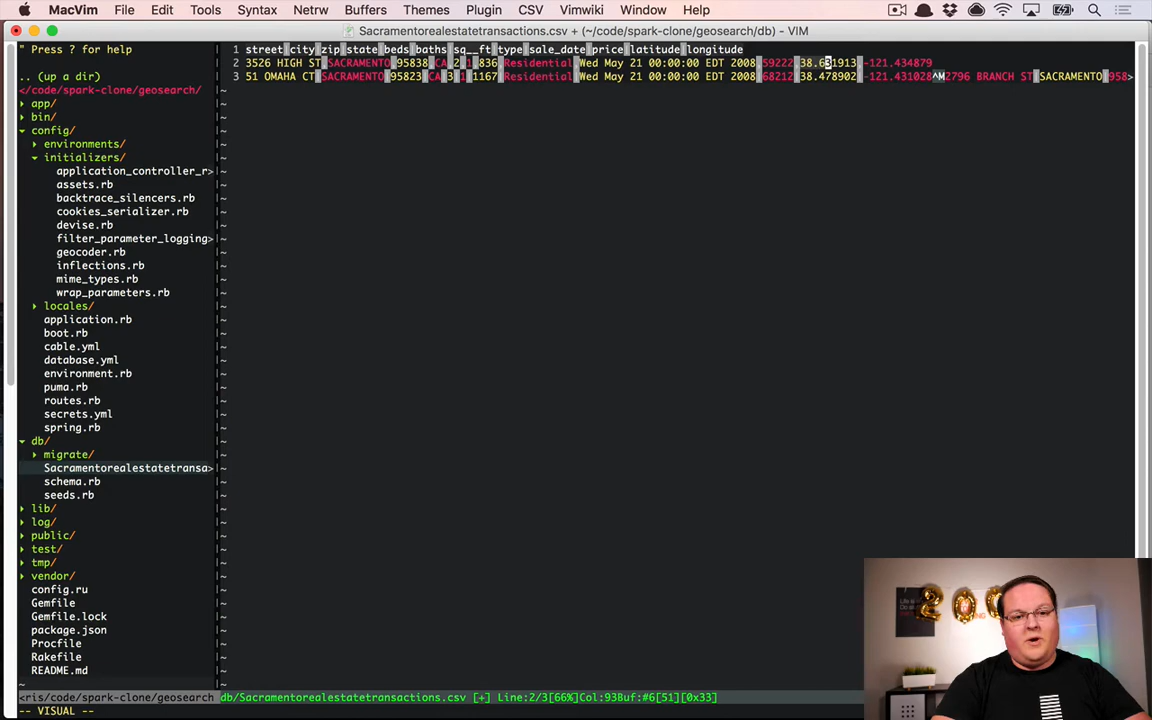 MacVim File Edit Tools Syntax Netrw Buffers Themes Plugin CSV Vimwiki Window Help
Sacramentorealestatetransactions.csv + (~/code/spark-clone/geosearch/db) - VIM
" Press ? for help
.. (up a dir)
</code/spark-clone/geosearch/
app/
bin/
config/
environments/
initializers/
application_controller_r>
assets.rb
backtrace_silencers.rb
cookies_serializer.rb
devise.rb
filter_parameter_logging>
geocoder.rb
inflections.rb
mime_types.rb
wrap_parameters.rb
locales/
application.rb
boot.rb
cable.yml
database.yml
environment.rb
puma.rb
routes.rb
secrets.yml
spring.rb
db/
migrate/
Sacramentorealestatetransa>
schema.rb
seeds.rb
lib/
log/
public/
test/
tmp/
vendor/
config.ru
Gemfile
Gemfile.lock
package.json
Procfile
Rakefile
README.md
~
1 street|city|zip|state|beds|baths|sq__ft|type|sale_date|price|latitude|longitude
2 3526 HIGH ST,SACRAMENTO,95838,CA,2,1,836,Residential,Wed May 21 00:00:00 EDT 2008,59222,38.631913,-121.434879
3 51 OMAHA CT|SACRAMENTO|95823|CA|3|1|1167|Residential|Wed May 21 00:00:00 EDT 2008|68212|38.478902|-121.431028^M2796 BRANCH ST|SACRAMENTO|958>
<ris/code/spark-clone/geosearch db/Sacramentorealestatetransactions.csv [+] Line:2/3[66%]Col:93Buf:#6[51][0x33]
-- VISUAL --
200